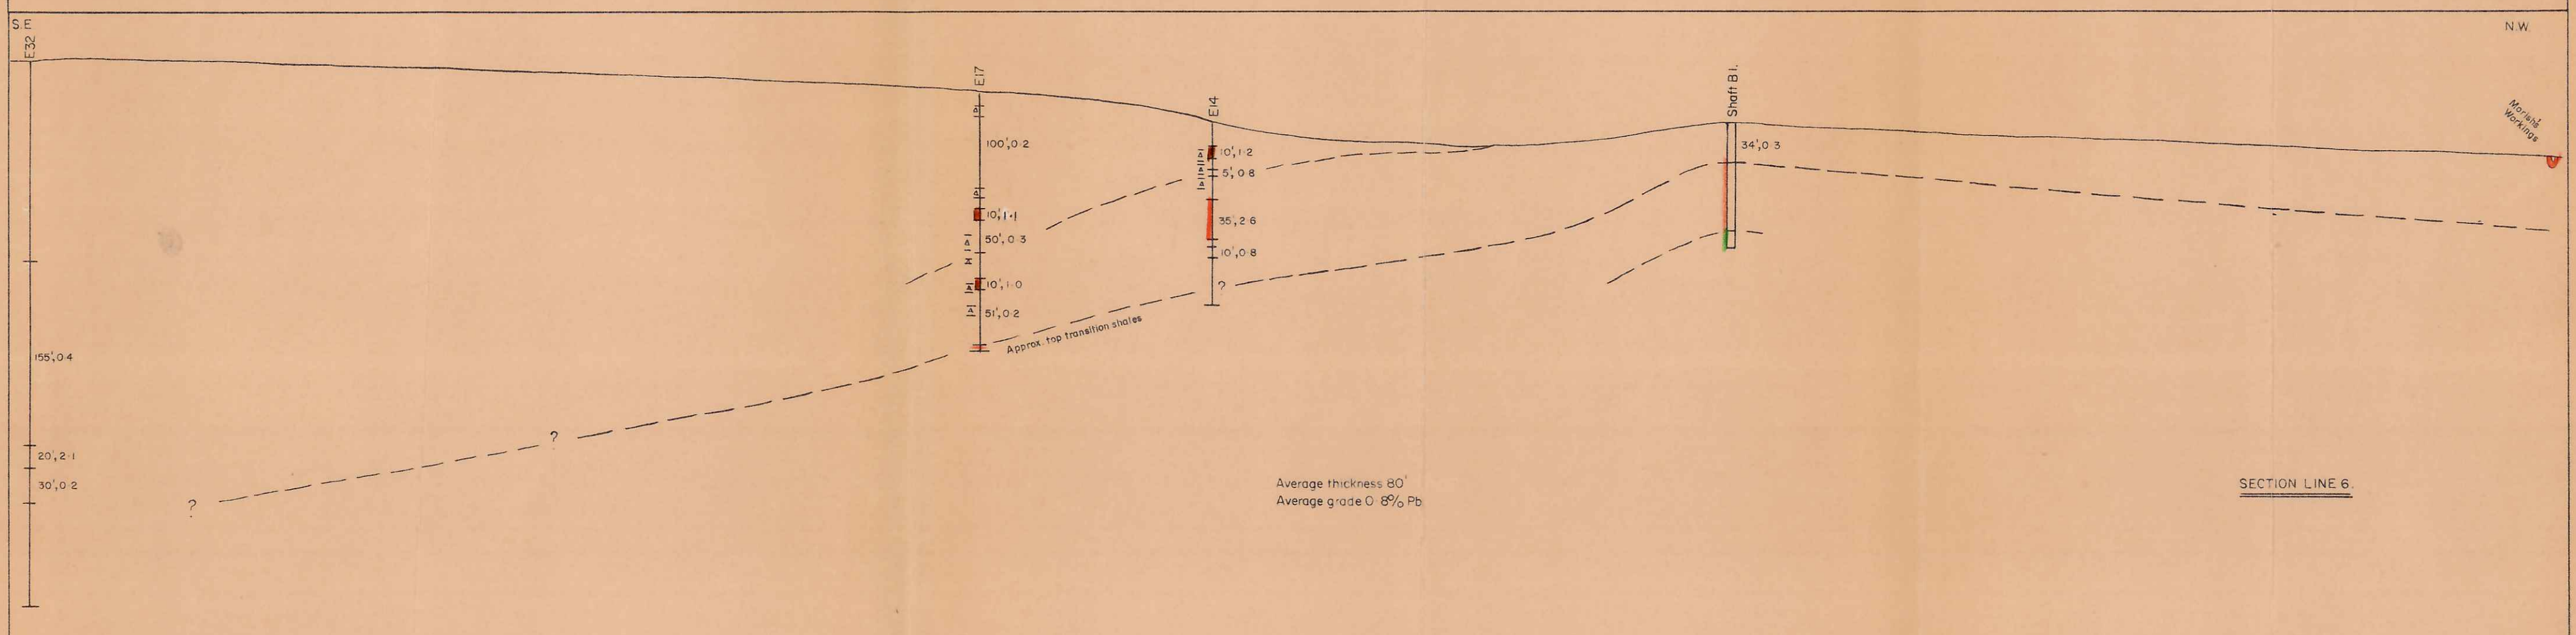 S.E
N.W.
E32
E17
E14
Shaft B1.
Morish's
Workings
100',0·2
10',1·1
50',0·3
10',1·0
51',0·2
10',1·2
5',0·8
35',2·6
10',0·8
?
34',0·3
Approx. top transition shales
155',0·4
20',2·1
30',0·2
?
?
Average thickness 80'
Average grade 0·8% Pb
SECTION LINE 6.